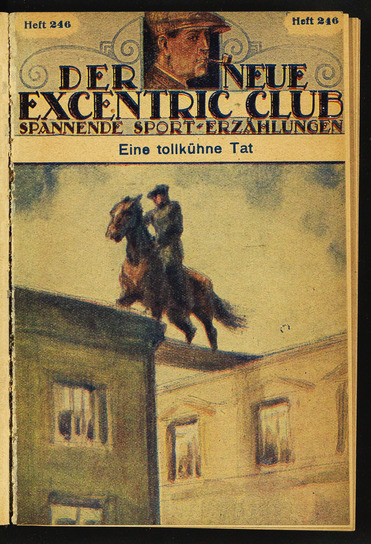 Heft 246
Heft 246
DER NEUE
EXCENTRIC CLUB
SPANNENDE SPORT-ERZÄHLUNGEN
Eine tollkühne Tat